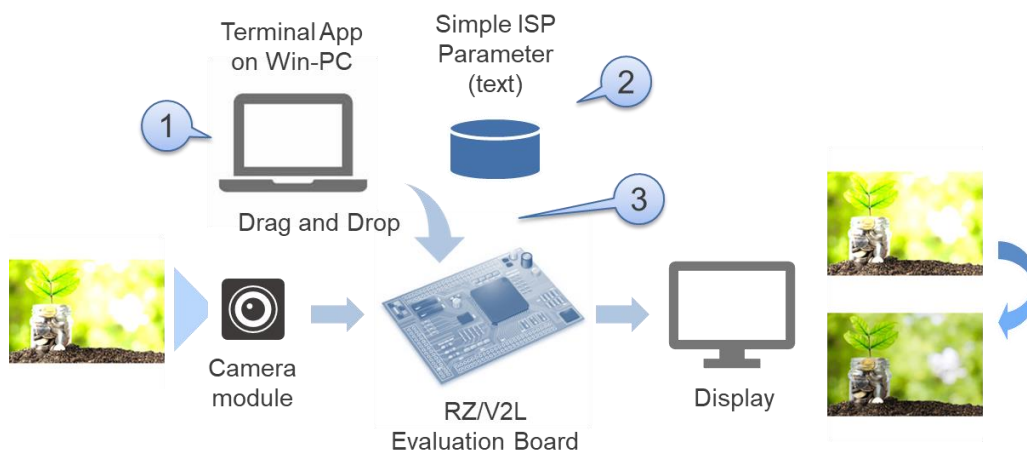 Terminal App
on Win-PC
Simple ISP
Parameter
(text)
1
2
3
Drag and Drop
Camera
module
RZ/V2L
Evaluation Board
Display